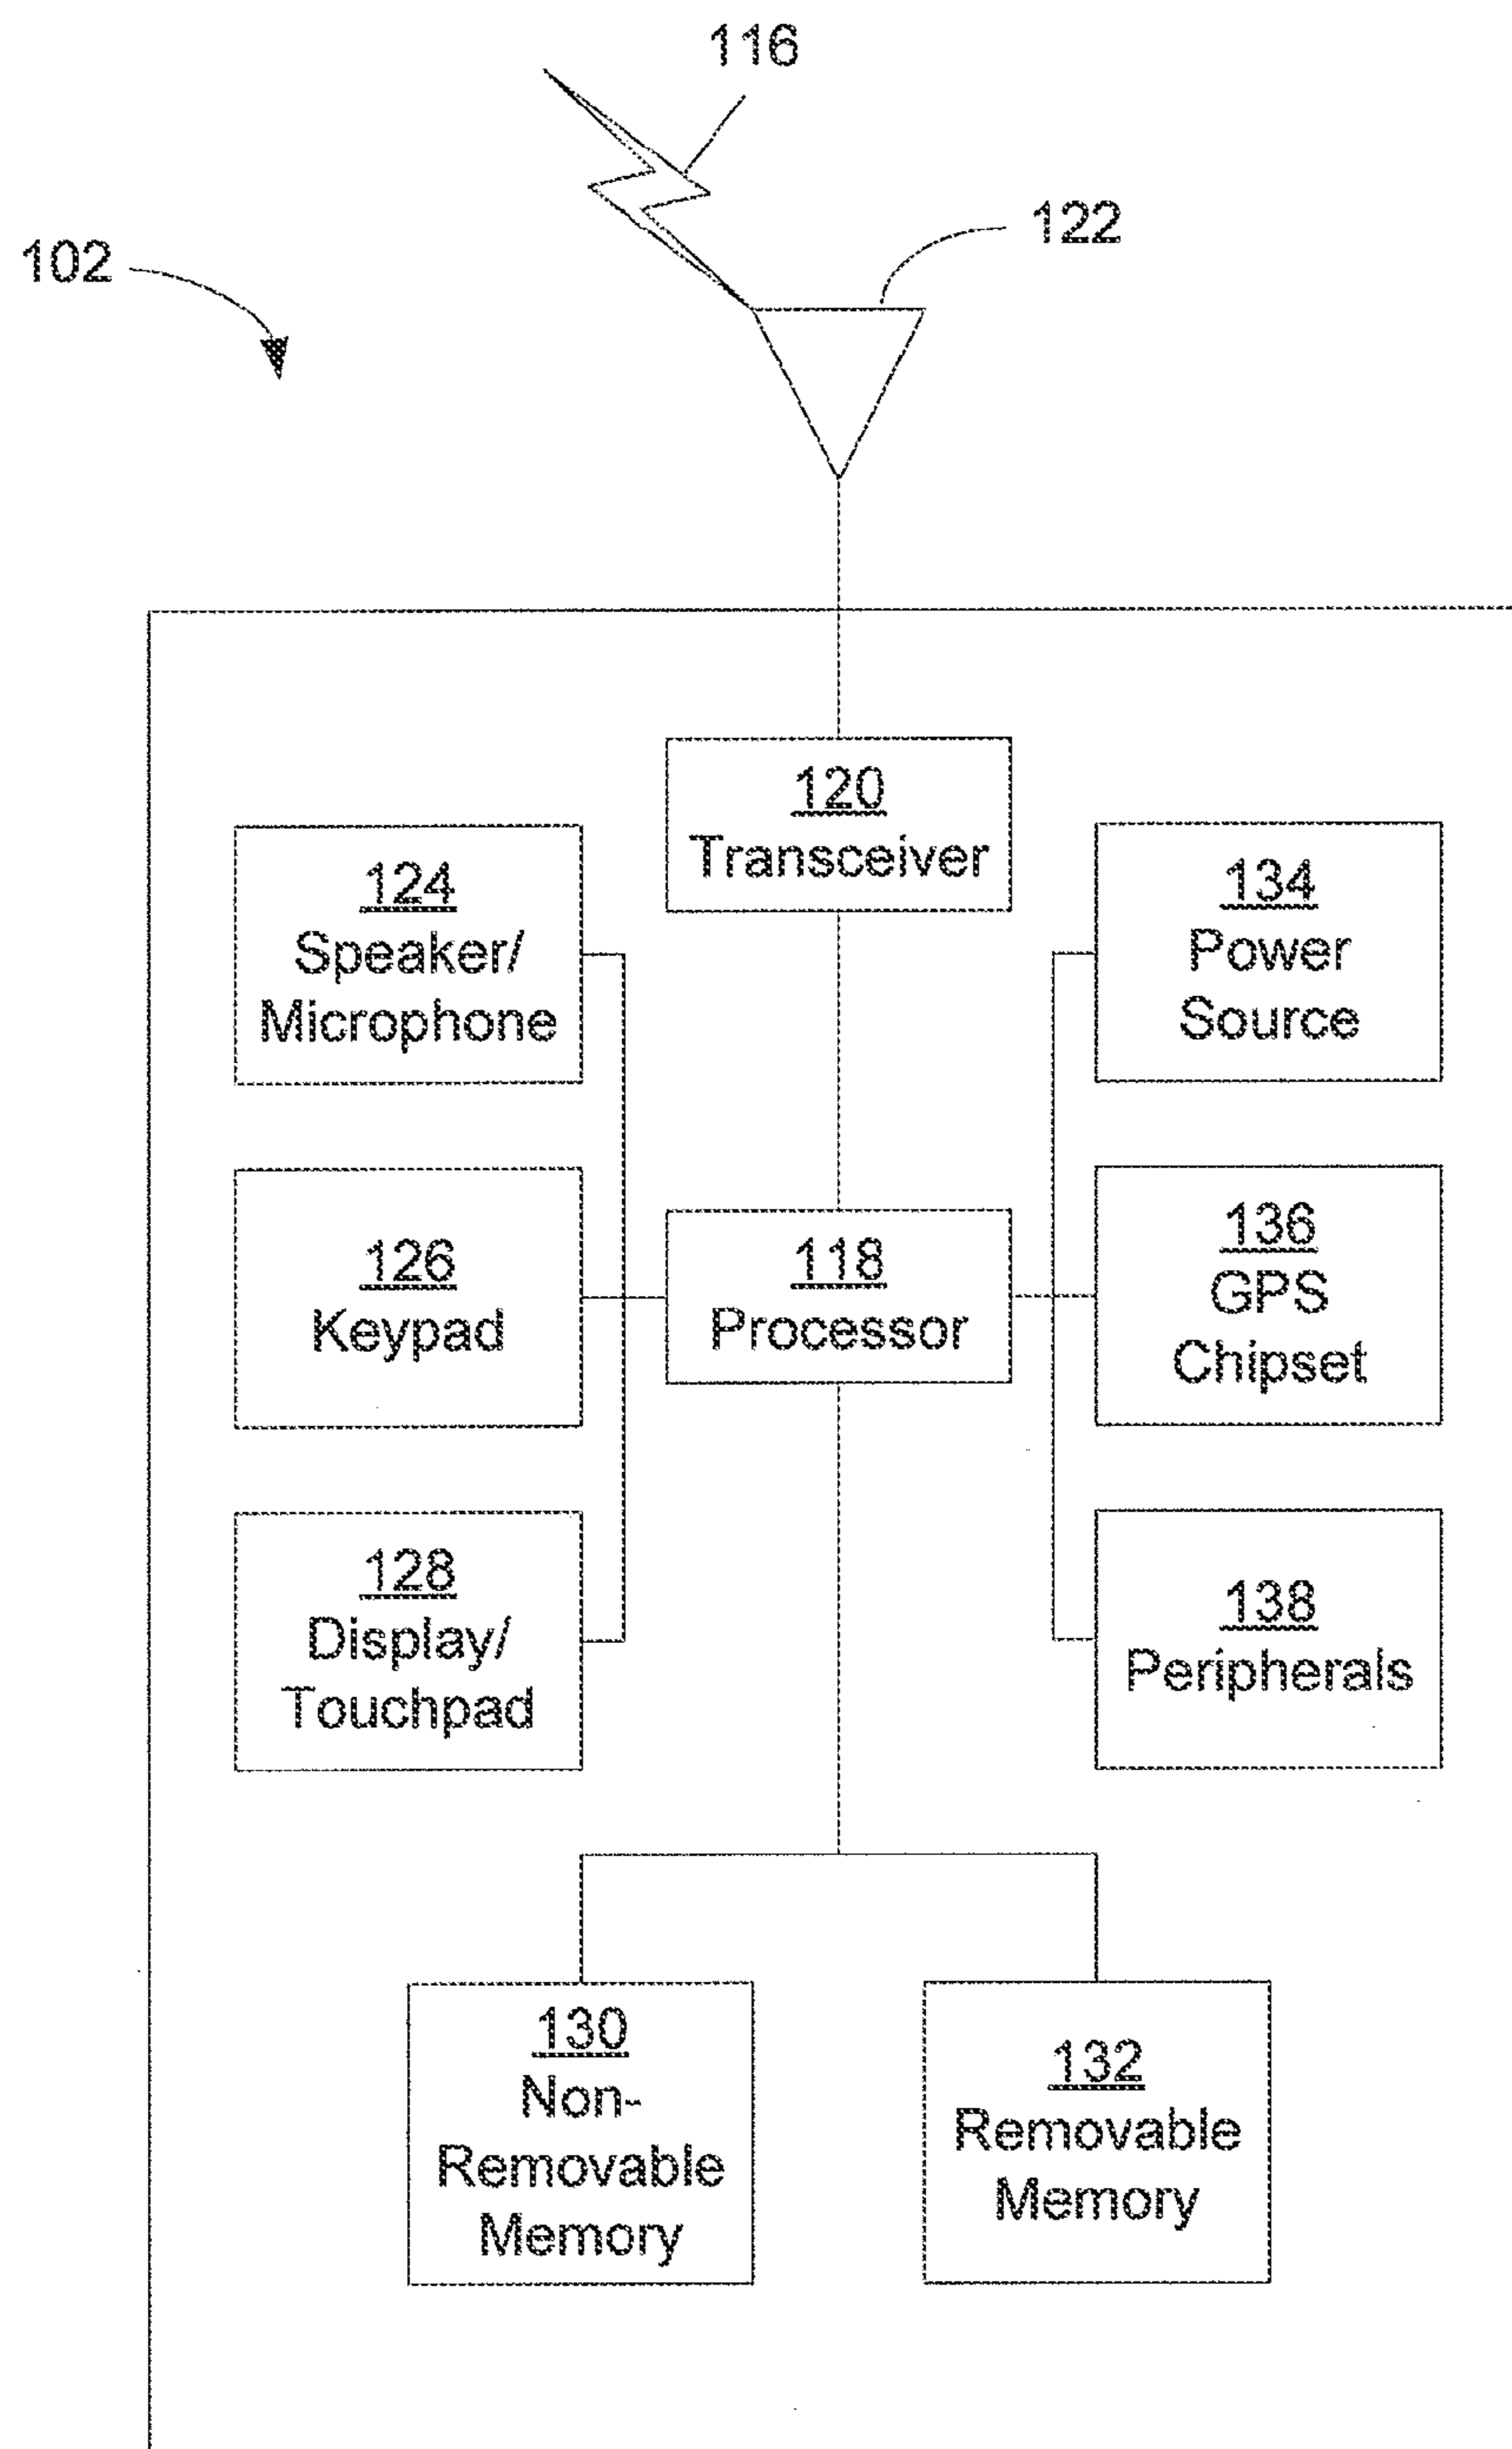 116
122
102
120
Transceiver
124
Speaker/
Microphone
134
Power
Source
126
Keypad
118
Processor
136
GPS
Chipset
128
Display/
Touchpad
138
Peripherals
130
Non-
Removable
Memory
132
Removable
Memory